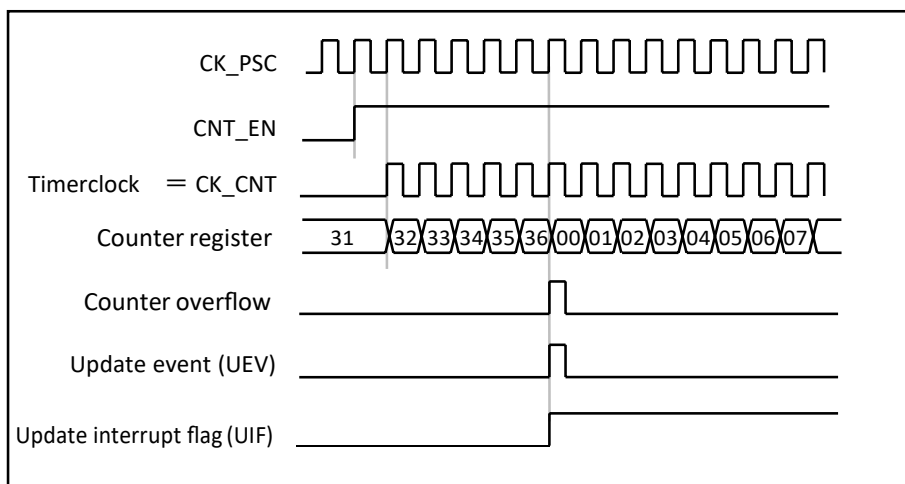 CK_PSC
CNT_EN
Timerclock = CK_CNT
Counter register 31 32 33 34 35 36 00 01 02 03 04 05 06 07
Counter overflow
Update event (UEV)
Update interrupt flag (UIF)